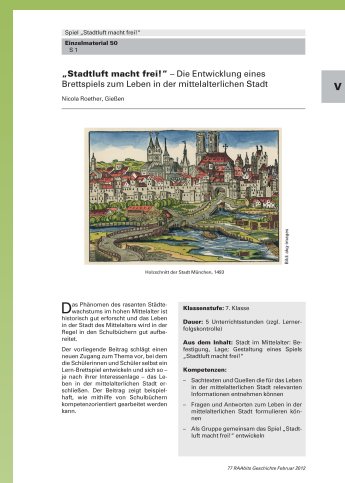 Spiel „Stadtluft macht frei!“
Einzelmaterial 50
S 1
V
„Stadtluft macht frei!“ – Die Entwicklung eines
Brettspiels zum Leben in der mittelalterlichen Stadt
Nicola Roether, Gießen
Bild: akg-images
Holzschnitt der Stadt München, 1493
Das Phänomen des rasanten Städte-
wachstums im hohen Mittelalter ist
historisch gut erforscht und das Leben
in der Stadt des Mittelalters wird in der
Regel in den Schulbüchern gut aufbe-
reitet.
Der vorliegende Beitrag schlägt einen
neuen Zugang zum Thema vor, bei dem
die Schülerinnen und Schüler selbst ein
Lern-Brettspiel entwickeln und sich so –
je nach ihrer Interessenlage – das Le-
ben in der mittelalterlichen Stadt er-
schließen. Der Beitrag zeigt beispiel-
haft, wie mithilfe von Schulbüchern
kompetenzorientiert gearbeitet werden
kann.
Klassenstufe: 7. Klasse
Dauer: 5 Unterrichtsstunden (zzgl. Lerner-
folgskontrolle)
Aus dem Inhalt: Stadt im Mittelalter: Be-
festigung, Lage; Gestaltung eines Spiels
„Stadtluft macht frei!“
Kompetenzen:
– Sachtexten und Quellen die für das Leben
in der mittelalterlichen Stadt relevanten
Informationen entnehmen können
– Fragen und Antworten zum Leben in der
mittelalterlichen Stadt formulieren kön-
nen
– Als Gruppe gemeinsam das Spiel „Stadt-
luft macht frei!“ entwickeln
77 RAAbits Geschichte Februar 2012